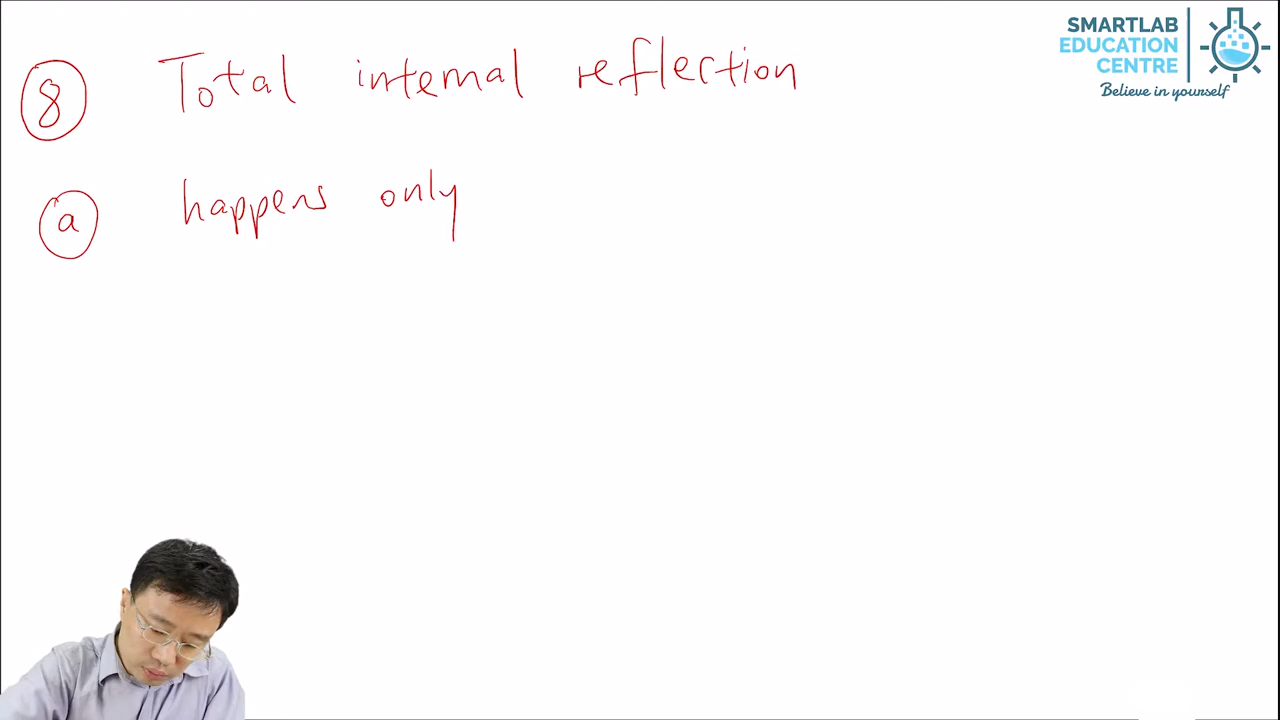 SMARTLAB
EDUCATION
CENTRE
Believe in yourself
8 Total internal reflection
a happens only